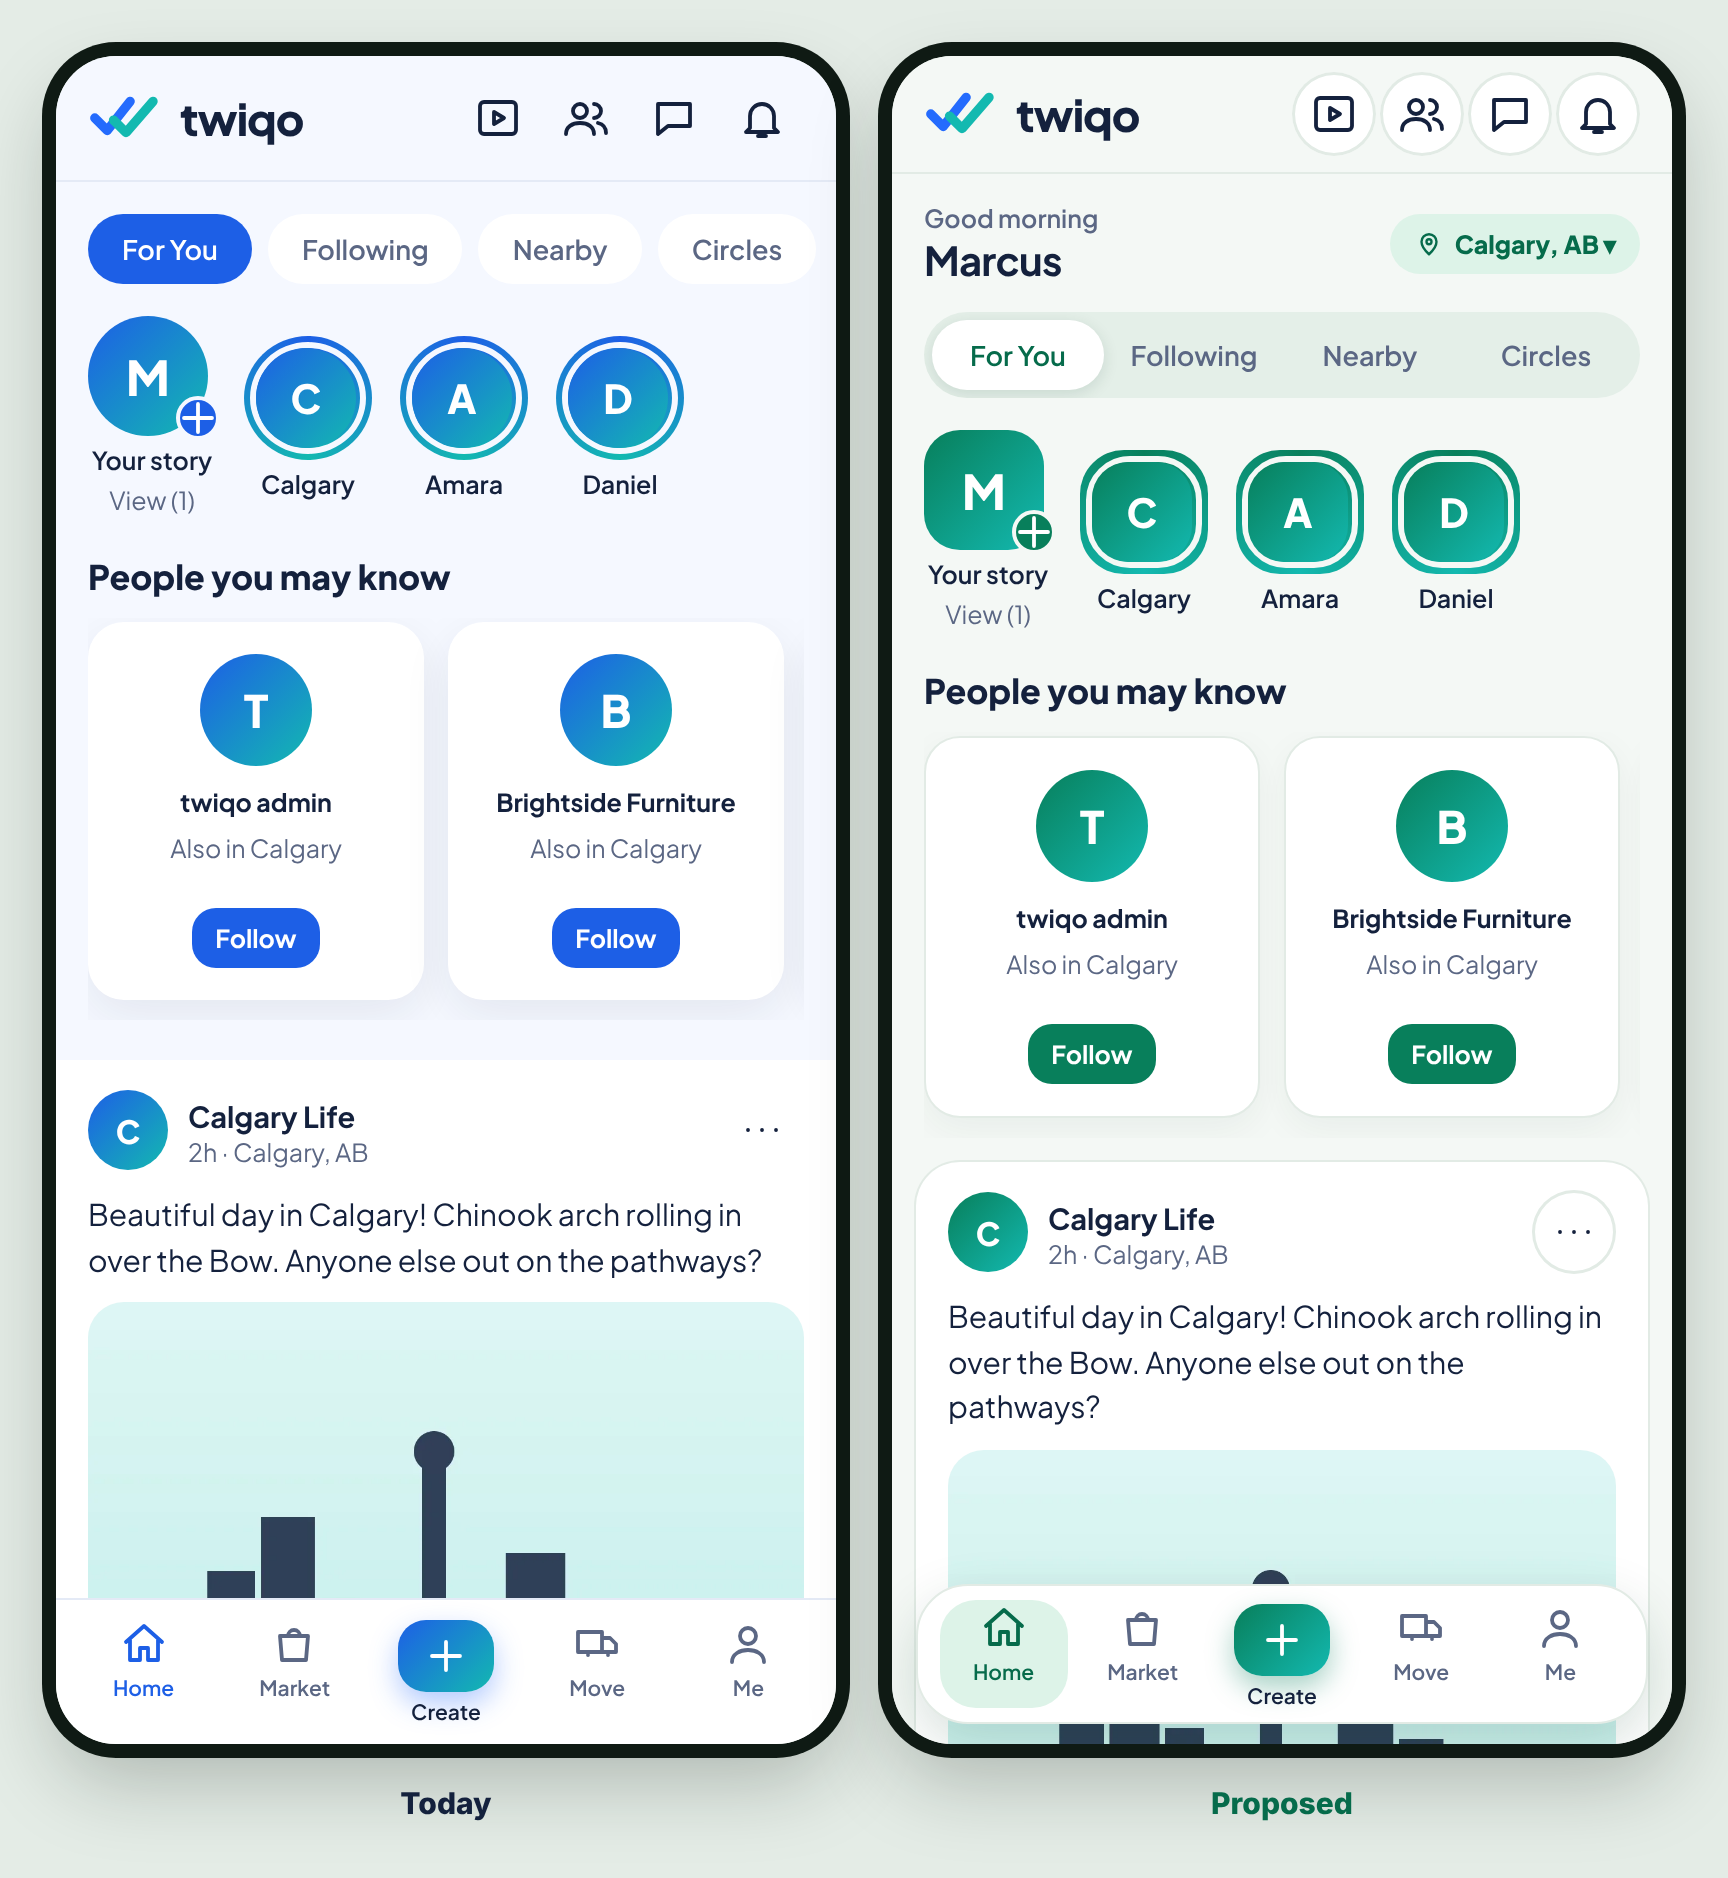 twiqo
For You Following Nearby Circles
M C A D
Your story Calgary Amara Daniel
View (1)
People you may know
T B
twiqo admin Brightside Furniture
Also in Calgary Also in Calgary
Follow Follow
C Calgary Life
2h · Calgary, AB
Beautiful day in Calgary! Chinook arch rolling in
over the Bow. Anyone else out on the pathways?
Home Market Create Move Me
Today
twiqo
Good morning
Marcus
Calgary, AB
For You Following Nearby Circles
M C A D
Your story Calgary Amara Daniel
View (1)
People you may know
T B
twiqo admin Brightside Furniture
Also in Calgary Also in Calgary
Follow Follow
C Calgary Life
2h · Calgary, AB
Beautiful day in Calgary! Chinook arch rolling in
over the Bow. Anyone else out on the
pathways?
Home Market Create Move Me
Proposed